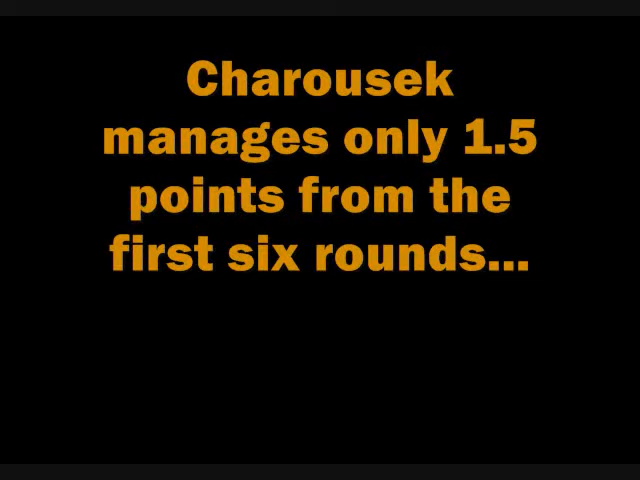 Charousek
manages only 1.5
points from the
first six rounds...